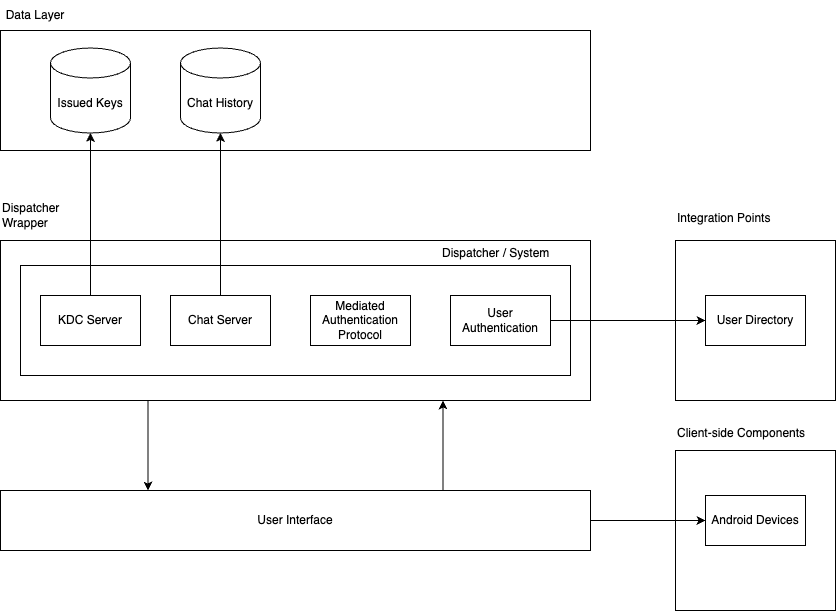 Data Layer
Issued Keys
Chat History
Dispatcher
Wrapper
Integration Points
Dispatcher / System
KDC Server
Chat Server
Mediated
Authentication
Protocol
User
Authentication
User Directory
Client-side Components
User Interface
Android Devices